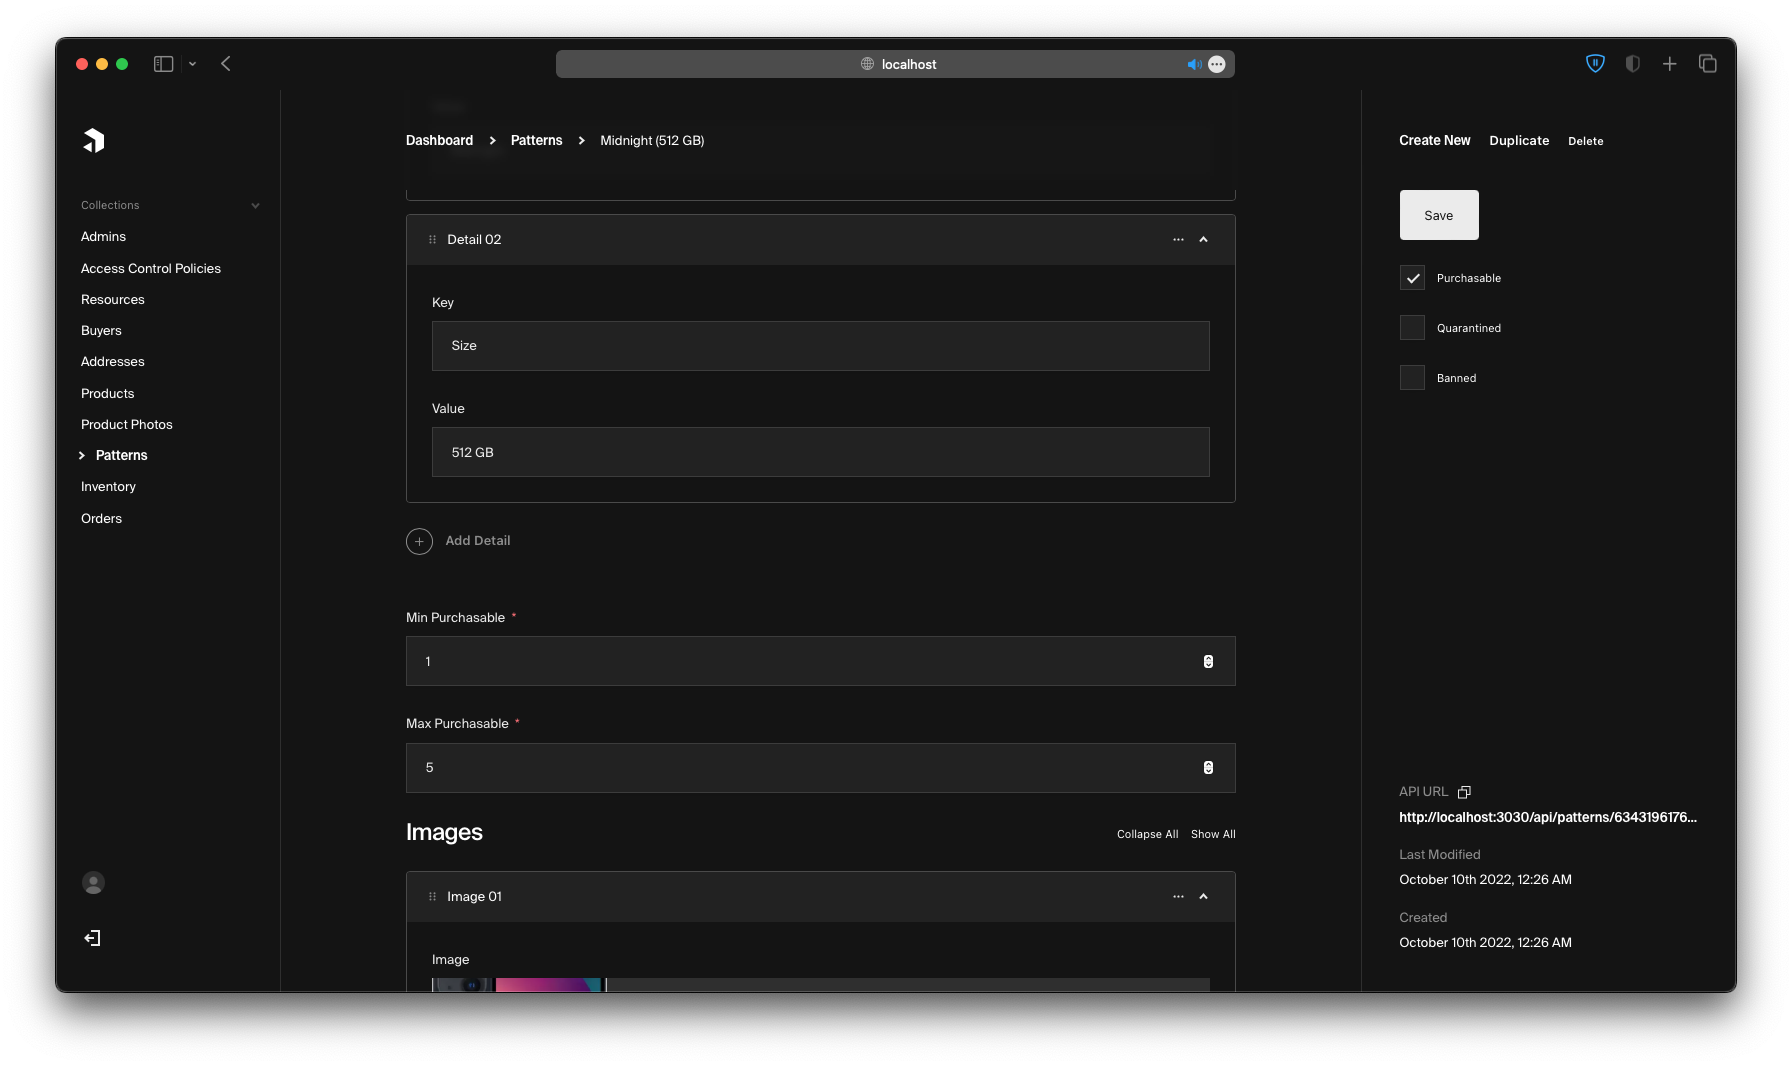 localhost
Dashboard > Patterns > Midnight (512 GB)
Create New Duplicate Delete
Save
Collections
Admins
Access Control Policies
Resources
Buyers
Addresses
Products
Product Photos
Patterns
Inventory
Orders
Detail 02
Key
Size
Value
512 GB
Add Detail
Min Purchasable *
1
Max Purchasable *
5
Images
Collapse All Show All
Image 01
Image
Purchasable
Quarantined
Banned
API URL
http://localhost:3030/api/patterns/6343196176...
Last Modified
October 10th 2022, 12:26 AM
Created
October 10th 2022, 12:26 AM